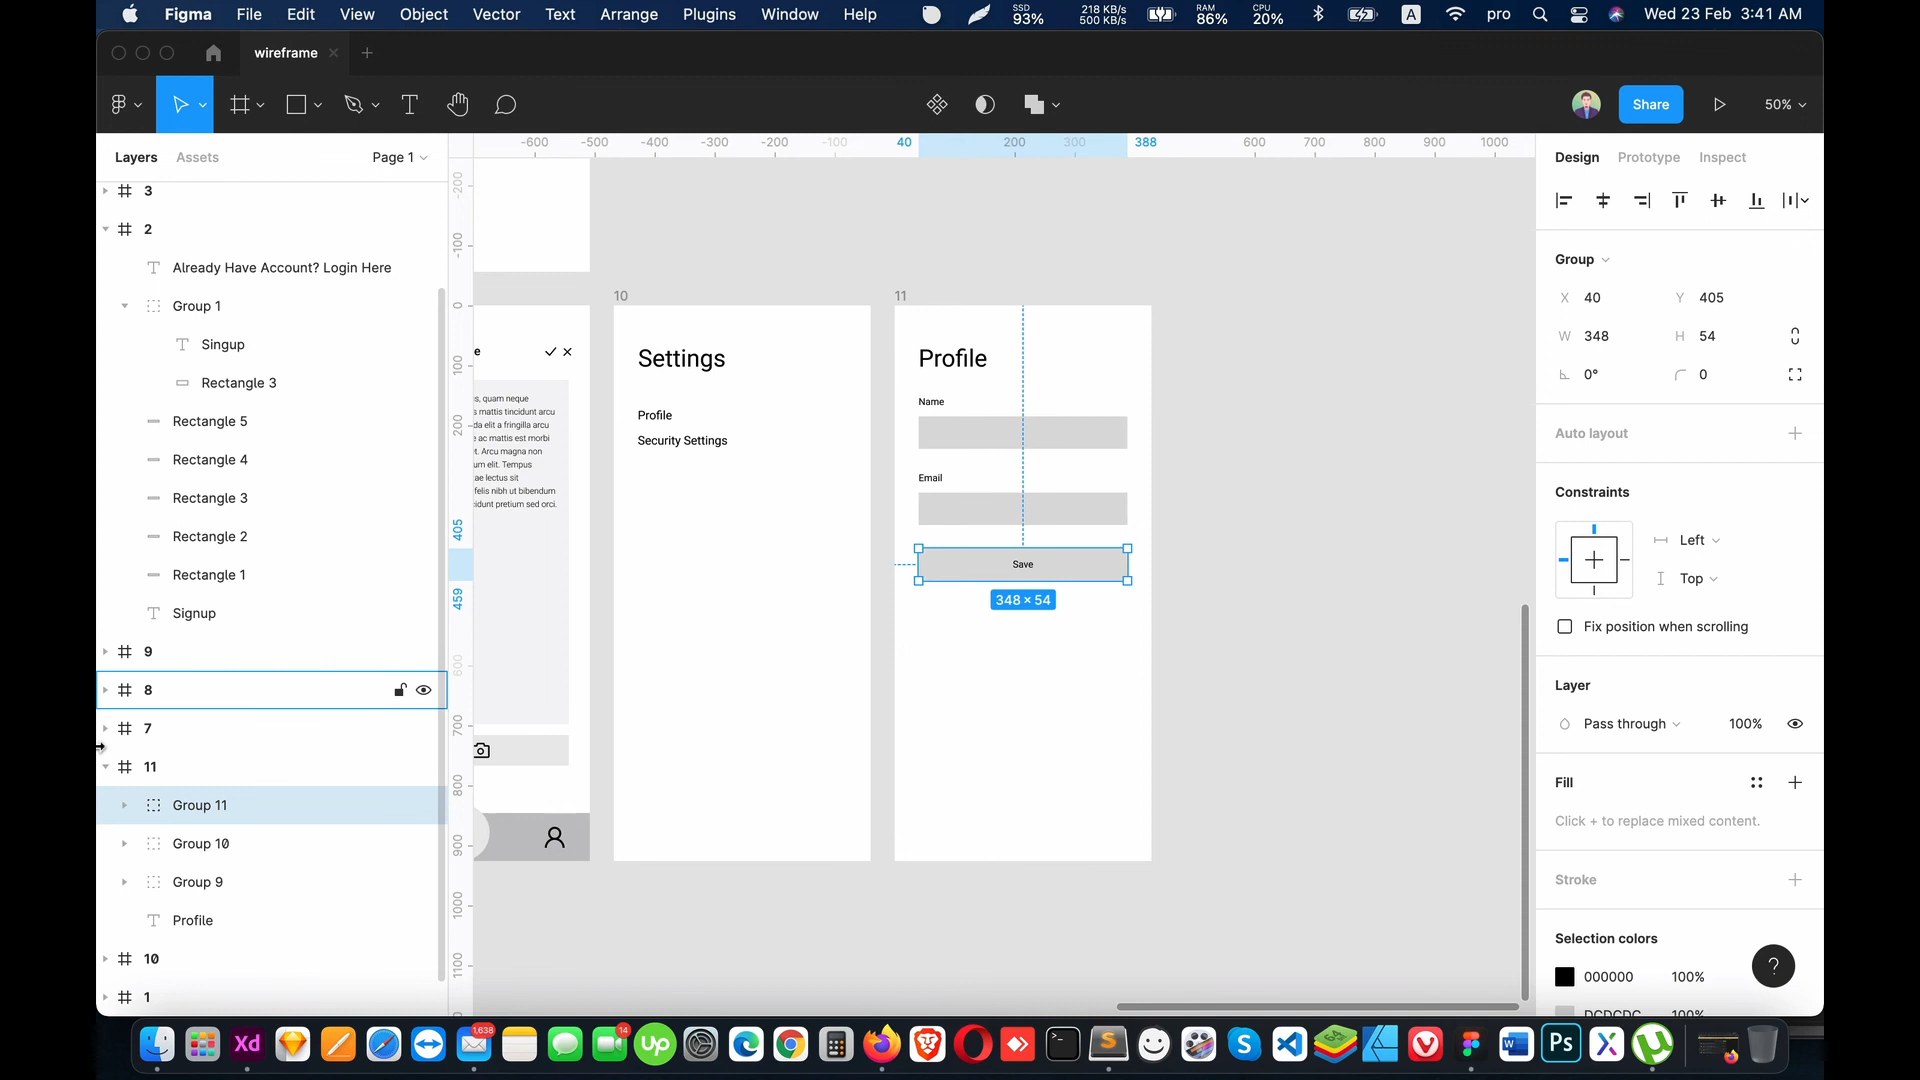 Figma File Edit View Object Vector Text Arrange Plugins Window Help
SSD 93% 218 KB/s 500 KB/s RAM 86% CPU 20% A pro Wed 23 Feb 3:41 AM
wireframe
Share 50%
Layers Assets Page 1
3
2
Already Have Account? Login Here
Group 1
Singup
Rectangle 3
Rectangle 5
Rectangle 4
Rectangle 3
Rectangle 2
Rectangle 1
Signup
9
8
7
11
Group 11
Group 10
Group 9
Profile
10
1
-600 -500 -400 -300 -200 -100 40 200 300 388 600 700 800 900 1000
-200
-100
0
100
200
300
405
459
600
700
800
900
1000
1100
e
s, quam neque
s mattis tincidunt arcu
da elit a fringilla arcu
e ac mattis est morbi
t. Arcu magna non
um elit. Tempus
ae lectus sit
felis nibh ut bibendum
cidunt pretium sed orci.
10
Settings
Profile
Security Settings
11
Profile
Name
Email
Save
348 × 54
Design Prototype Inspect
Group
X 40 Y 405
W 348 H 54
0° 0
Auto layout
Constraints
Left
Top
Fix position when scrolling
Layer
Pass through 100%
Fill
Click + to replace mixed content.
Stroke
Selection colors
000000 100%
DCDCDC 100%
?
Xd 1,638 14 Up 64 W Ps